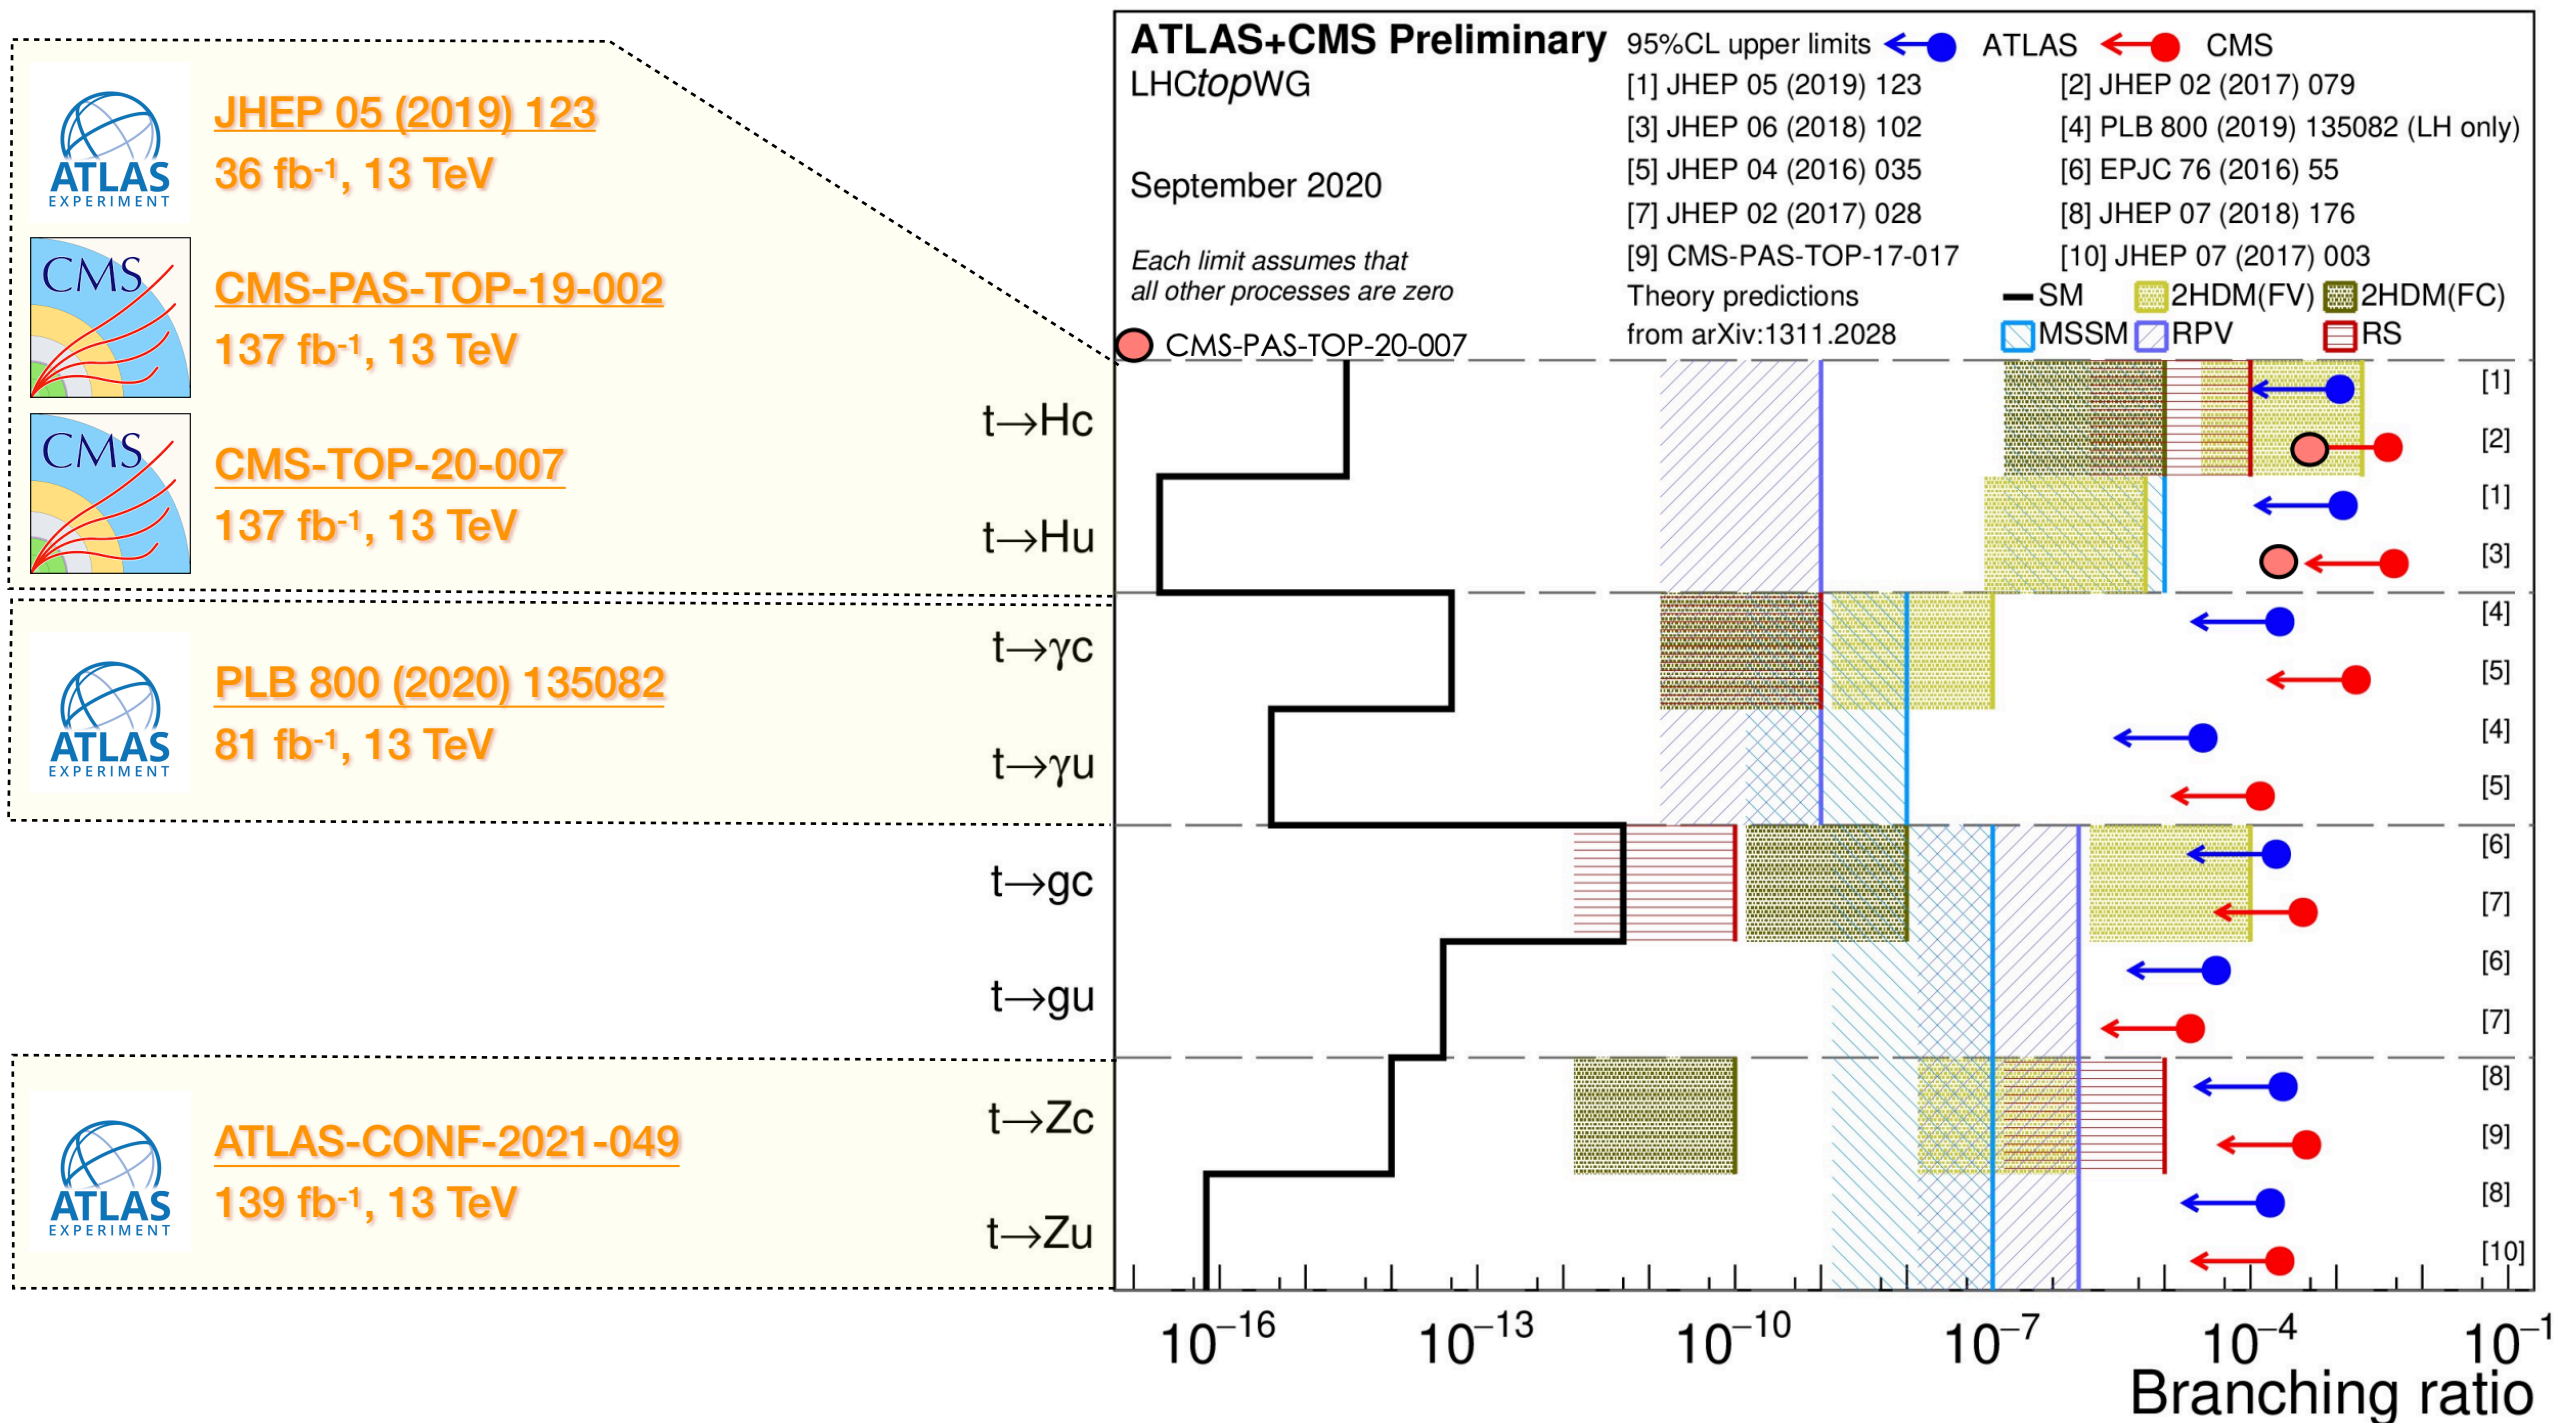 ATLAS
EXPERIMENT
JHEP 05 (2019) 123
36 fb-1, 13 TeV
CMS
CMS-PAS-TOP-19-002
137 fb-1, 13 TeV
CMS
CMS-TOP-20-007
137 fb-1, 13 TeV
ATLAS
EXPERIMENT
PLB 800 (2020) 135082
81 fb-1, 13 TeV
ATLAS
EXPERIMENT
ATLAS-CONF-2021-049
139 fb-1, 13 TeV
ATLAS+CMS Preliminary
LHCtopWG
September 2020
Each limit assumes that
all other processes are zero
CMS-PAS-TOP-20-007
95%CL upper limits ATLAS CMS
[1] JHEP 05 (2019) 123 [2] JHEP 02 (2017) 079
[3] JHEP 06 (2018) 102 [4] PLB 800 (2019) 135082 (LH only)
[5] JHEP 04 (2016) 035 [6] EPJC 76 (2016) 55
[7] JHEP 02 (2017) 028 [8] JHEP 07 (2018) 176
[9] CMS-PAS-TOP-17-017 [10] JHEP 07 (2017) 003
Theory predictions SM 2HDM(FV) 2HDM(FC)
from arXiv:1311.2028 MSSM RPV RS
t→Hc
[1]
[2]
t→Hu
[1]
[3]
t→γc
[4]
[5]
t→γu
[4]
[5]
t→gc
[6]
[7]
t→gu
[6]
[7]
t→Zc
[8]
[9]
t→Zu
[8]
[10]
10−16 10−13 10−10 10−7 10−4 10−1
Branching ratio